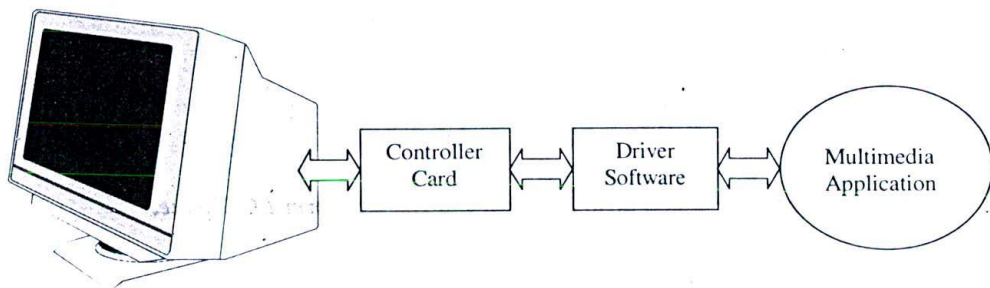 Controller
Card
Driver
Software
Multimedia
Application